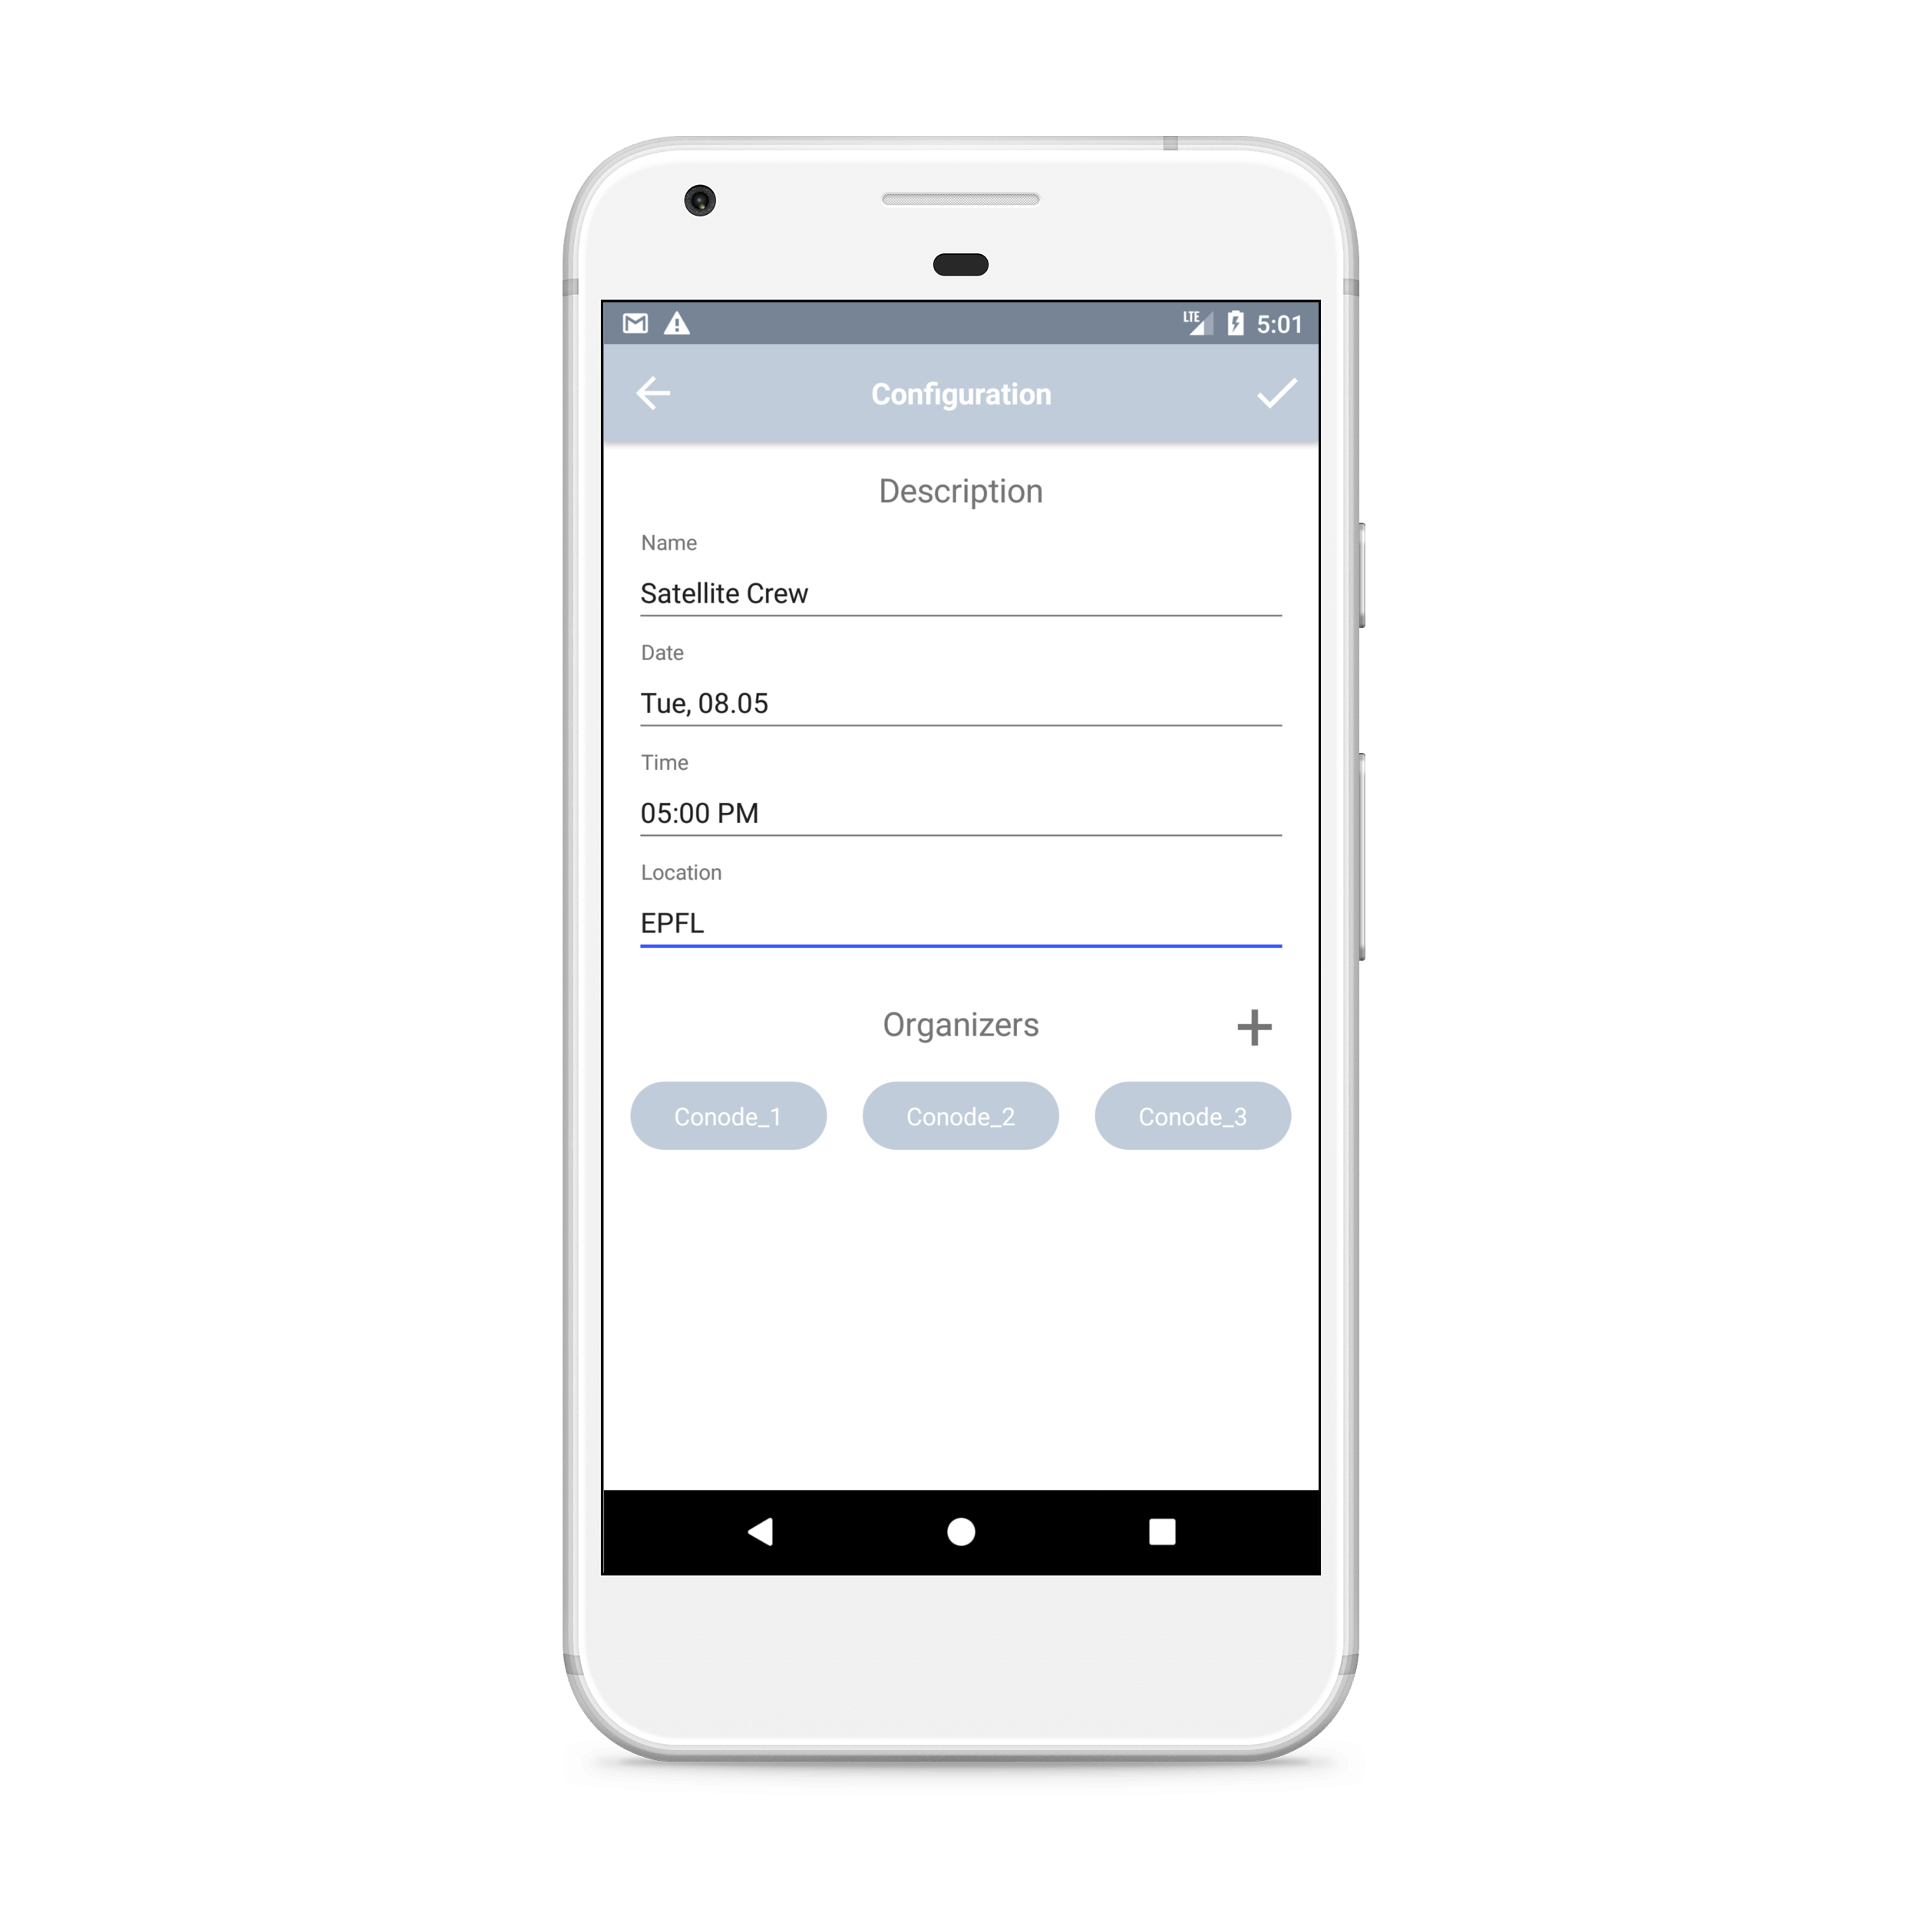 LTE 5:01
Configuration
Description
Name
Satellite Crew
Date
Tue, 08.05
Time
05:00 PM
Location
EPFL
Organizers
Conode_1 Conode_2 Conode_3